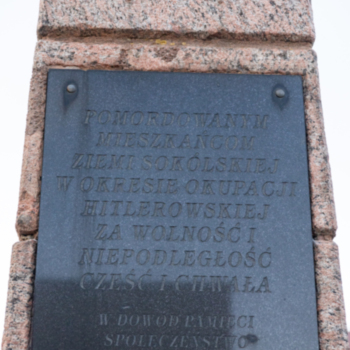 POMORDOWANYM
MIESZKAŃCOM
ZIEMI SOKÓLSKIEJ
W OKRESIE OKUPACJI
HITLEROWSKIEJ
ZA WOLNOŚĆ I
NIEPODLEGŁOŚĆ
CZEŚĆ I CHWAŁA
W DOWÓD PAMIĘCI
SPOŁECZEŃSTWO